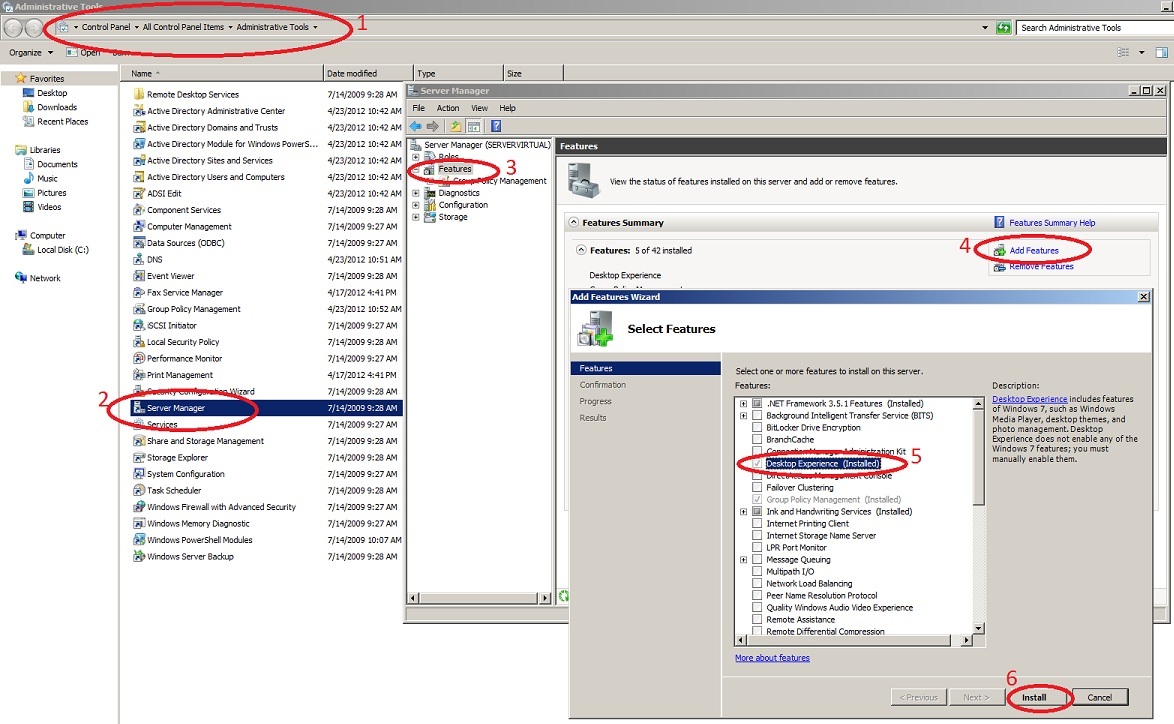 Administrative Tools
1
Control Panel All Control Panel Items Administrative Tools
Search Administrative Tools
Organize Open
Favorites
Desktop
Downloads
Recent Places
Libraries
Documents
Music
Pictures
Videos
Computer
Local Disk (C:)
Network
Name Date modified Type Size
Remote Desktop Services 7/14/2009 9:28 AM
Active Directory Administrative Center 4/23/2012 10:42 AM
Active Directory Domains and Trusts 4/23/2012 10:42 AM
Active Directory Module for Windows PowerS... 4/23/2012 10:42 AM
Active Directory Sites and Services 4/23/2012 10:42 AM
Active Directory Users and Computers 4/23/2012 10:42 AM
ADSI Edit 4/23/2012 10:42 AM
Component Services 7/14/2009 9:28 AM
Computer Management 7/14/2009 9:28 AM
Data Sources (ODBC) 7/14/2009 9:27 AM
DNS 4/23/2012 10:51 AM
Event Viewer 7/14/2009 9:28 AM
Fax Service Manager 4/17/2012 4:41 PM
Group Policy Management 4/23/2012 10:52 AM
iSCSI Initiator 7/14/2009 9:27 AM
Local Security Policy 7/14/2009 9:28 AM
Performance Monitor 7/14/2009 9:27 AM
Print Management 4/17/2012 4:41 PM
Security Configuration Wizard 7/14/2009 9:28 AM
2
Server Manager 7/14/2009 9:28 AM
Services 7/14/2009 9:27 AM
Share and Storage Management 7/14/2009 9:28 AM
Storage Explorer 7/14/2009 9:28 AM
System Configuration 7/14/2009 9:27 AM
Task Scheduler 7/14/2009 9:28 AM
Windows Firewall with Advanced Security 7/14/2009 9:27 AM
Windows Memory Diagnostic 7/14/2009 9:27 AM
Windows PowerShell Modules 7/14/2009 10:07 AM
Windows Server Backup 7/14/2009 9:28 AM
Server Manager
File Action View Help
Server Manager (SERVERVIRTUAL)
Roles
Features
3
Group Policy Management
Diagnostics
Configuration
Storage
Features
View the status of features installed on this server and add or remove features.
Features Summary
Features Summary Help
Features: 5 of 42 installed
4
Add Features
Remove Features
Desktop Experience
Add Features Wizard
Select Features
Features
Confirmation
Progress
Results
Select one or more features to install on this server.
Features:
.NET Framework 3.5.1 Features (Installed)
Background Intelligent Transfer Service (BITS)
BitLocker Drive Encryption
BranchCache
Connection Manager Administration Kit
Desktop Experience (Installed)
5
DirectAccess Management Console
Failover Clustering
Group Policy Management (Installed)
Ink and Handwriting Services (Installed)
Internet Printing Client
Internet Storage Name Server
LPR Port Monitor
Message Queuing
Multipath I/O
Network Load Balancing
Peer Name Resolution Protocol
Quality Windows Audio Video Experience
Remote Assistance
Remote Differential Compression
Description:
Desktop Experience includes features
of Windows 7, such as Windows
Media Player, desktop themes, and
photo management. Desktop
Experience does not enable any of the
Windows 7 features; you must
manually enable them.
More about features
6
< Previous Next > Install Cancel